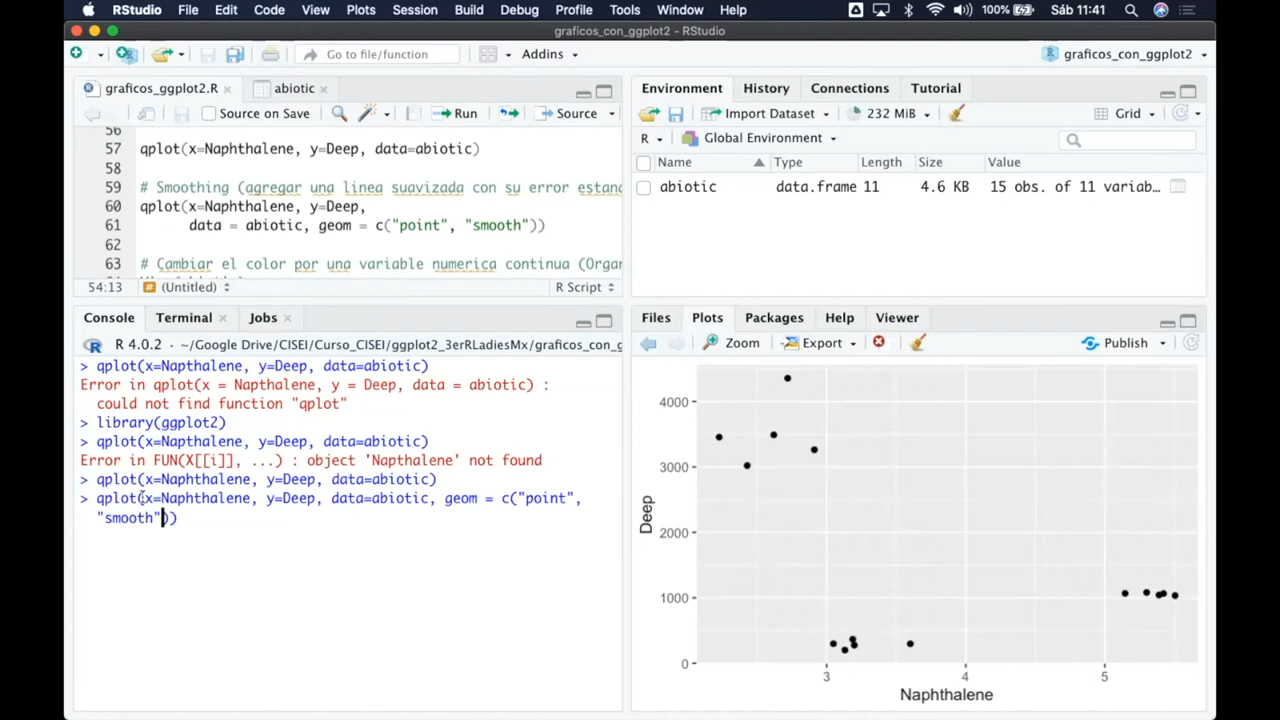 RStudio File Edit Code View Plots Session Build Debug Profile Tools Window Help 100% Sáb 11:41
graficos_con_ggplot2 - RStudio
Go to file/function Addins graficos_con_ggplot2
graficos_ggplot2.R abiotic
Source on Save Run Source
56
57 qplot(x=Naphthalene, y=Deep, data=abiotic)
58
59 # Smoothing (agregar una linea suavizada con su error estand
60 qplot(x=Naphthalene, y=Deep,
61 data = abiotic, geom = c("point", "smooth"))
62
63 # Cambiar el color por una variable numerica continua (Organ
54:13 # (Untitled) R Script
Console Terminal Jobs
R 4.0.2 · ~/Google Drive/CISEI/Curso_CISEI/ggplot2_3erRLadiesMx/graficos_con_g
> qplot(x=Napthalene, y=Deep, data=abiotic)
Error in qplot(x = Napthalene, y = Deep, data = abiotic) :
could not find function "qplot"
> library(ggplot2)
> qplot(x=Napthalene, y=Deep, data=abiotic)
Error in FUN(X[[i]], ...) : object 'Napthalene' not found
> qplot(x=Naphthalene, y=Deep, data=abiotic)
> qplot(x=Naphthalene, y=Deep, data=abiotic, geom = c("point",
"smooth"))
Environment History Connections Tutorial
Import Dataset 232 MiB Grid
R Global Environment
Name Type Length Size Value
abiotic data.frame 11 4.6 KB 15 obs. of 11 variab…
Files Plots Packages Help Viewer
Zoom Export Publish
4000
3000
2000
1000
0
Deep
3 4 5
Naphthalene